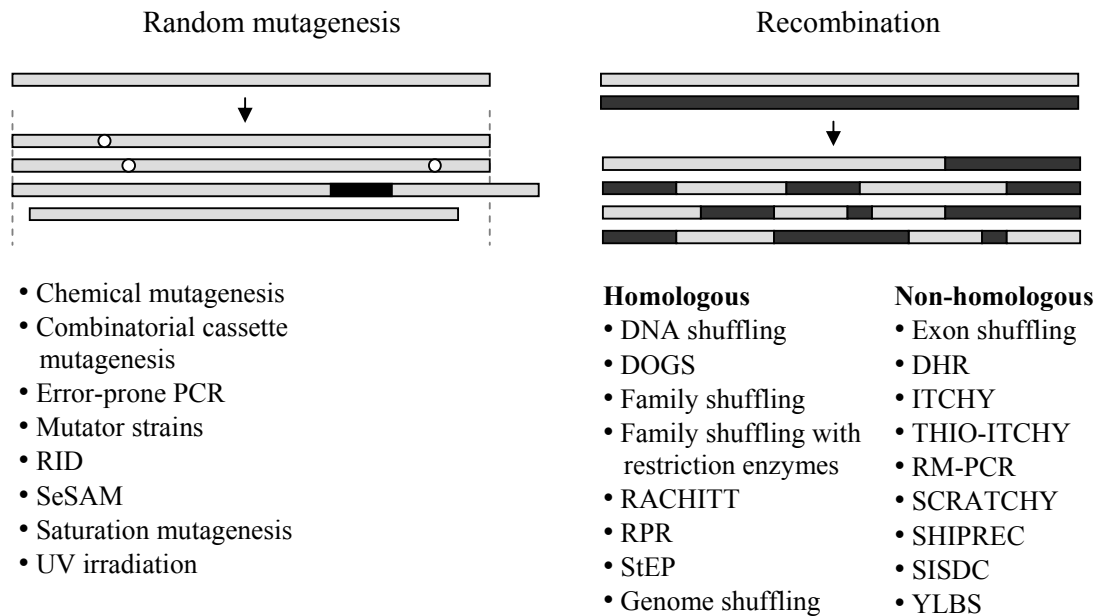 Random mutagenesis
• Chemical mutagenesis
• Combinatorial cassette
mutagenesis
• Error-prone PCR
• Mutator strains
• RID
• SeSAM
• Saturation mutagenesis
• UV irradiation
Recombination
Homologous
• DNA shuffling
• DOGS
• Family shuffling
• Family shuffling with
restriction enzymes
• RACHITT
• RPR
• StEP
• Genome shuffling
Non-homologous
• Exon shuffling
• DHR
• ITCHY
• THIO-ITCHY
• RM-PCR
• SCRATCHY
• SHIPREC
• SISDC
• YLBS